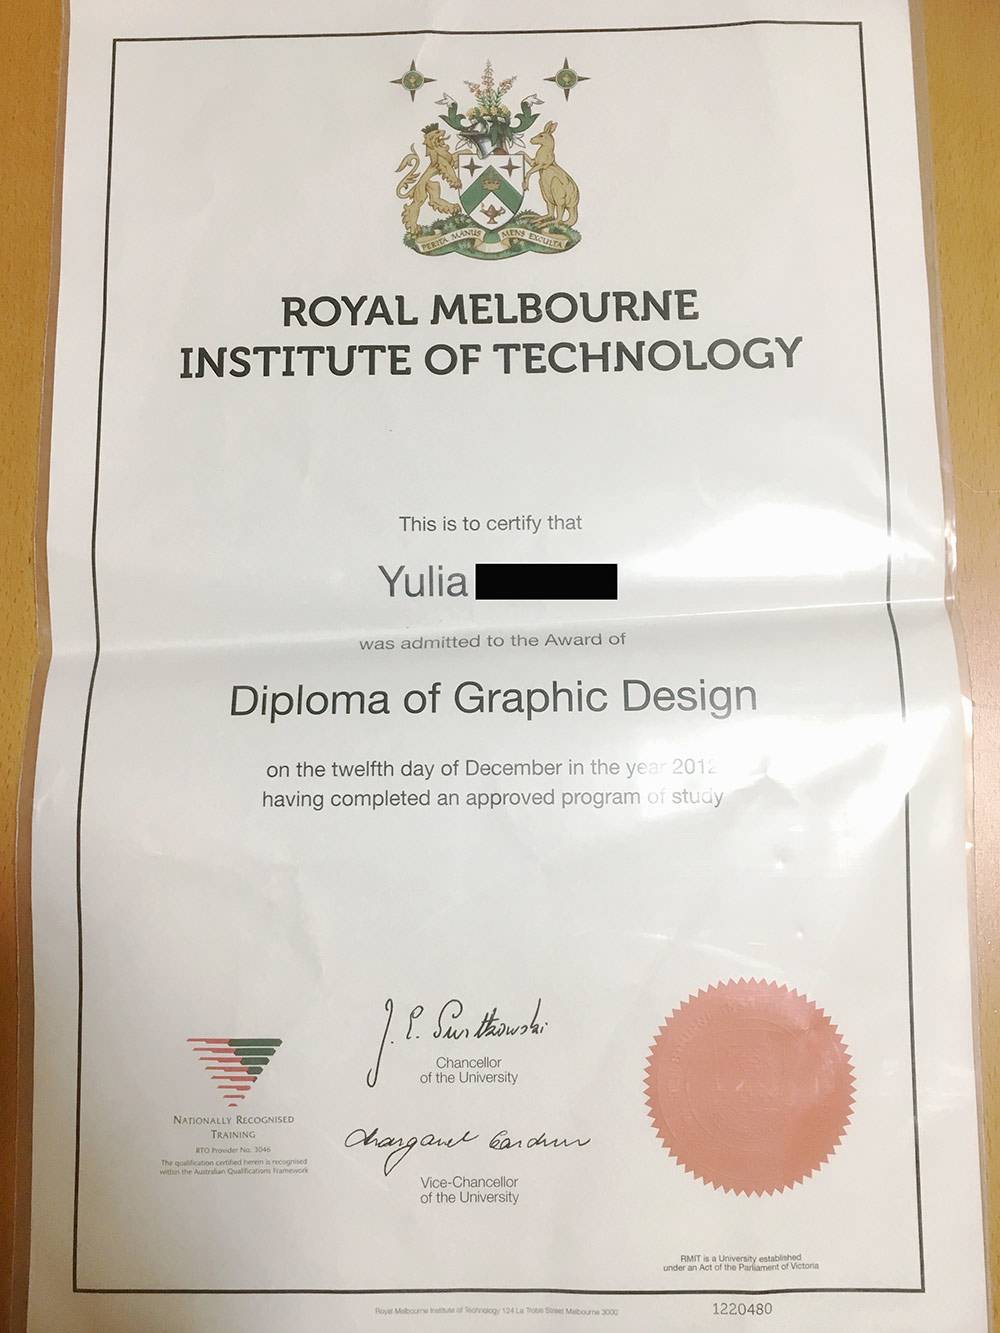 PERITA MANUS MENS EXCULTA
ROYAL MELBOURNE
INSTITUTE OF TECHNOLOGY
This is to certify that
Yulia
was admitted to the Award of
Diploma of Graphic Design
on the twelfth day of December in the year 2012
having completed an approved program of study
Chancellor
of the University
NATIONALLY RECOGNISED
TRAINING
RTO Provider No. 3046
The qualification certified herein is recognised
within the Australian Qualifications Framework
Margaret Gardner
Vice-Chancellor
of the University
RMIT is a University established
under an Act of the Parliament of Victoria
Royal Melbourne Institute of Technology 124 La Trobe Street Melbourne 3000
1220480